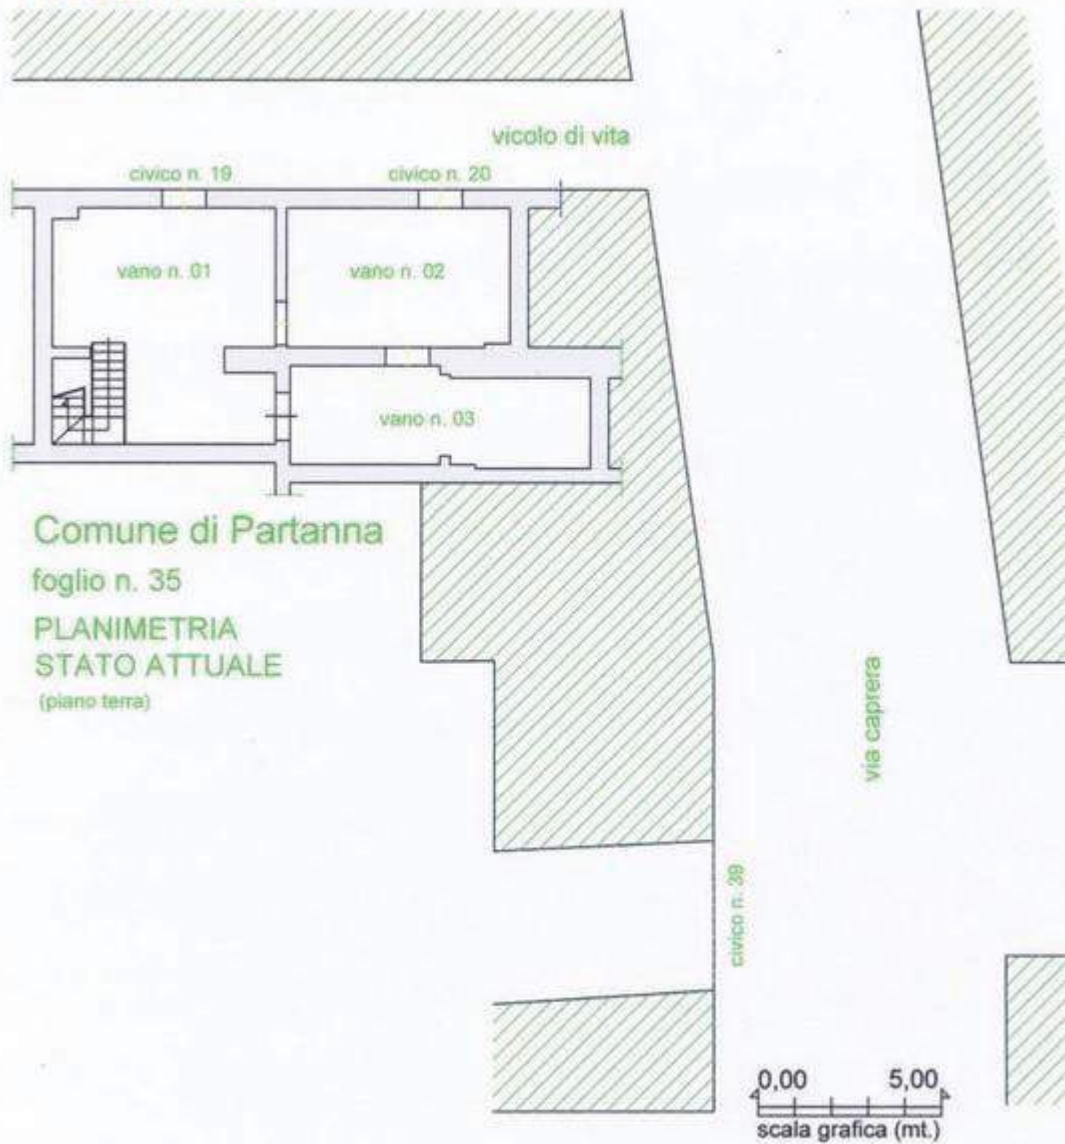 vicolo di vita
civico n. 19
civico n. 20
vano n. 01
vano n. 02
vano n. 03
Comune di Partanna
foglio n. 35
PLANIMETRIA
STATO ATTUALE
(piano terra)
via caprera
civico n. 39
0,00 5,00
scala grafica (mt.)